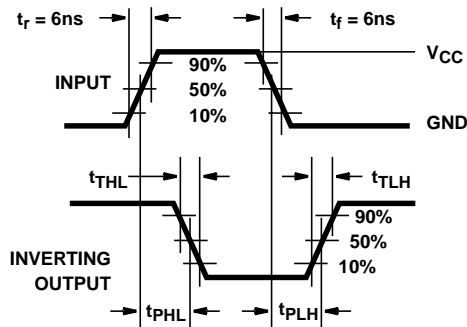 tr = 6ns
tf = 6ns
VCC
90%
INPUT
50%
10%
GND
tTHL
tTLH
90%
50%
INVERTING
10%
OUTPUT
tPHL
tPLH